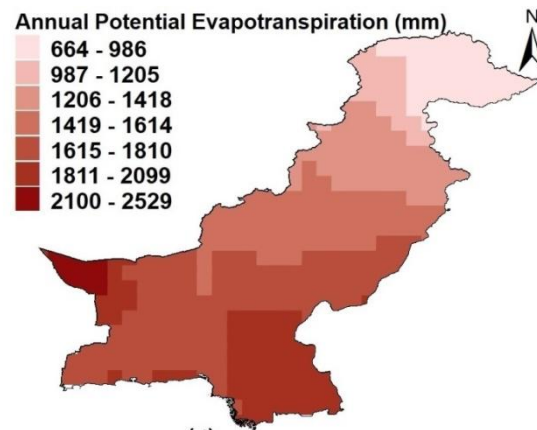 Annual Potential Evapotranspiration (mm)
N
664 - 986
987 - 1205
1206 - 1418
1419 - 1614
1615 - 1810
1811 - 2099
2100 - 2529